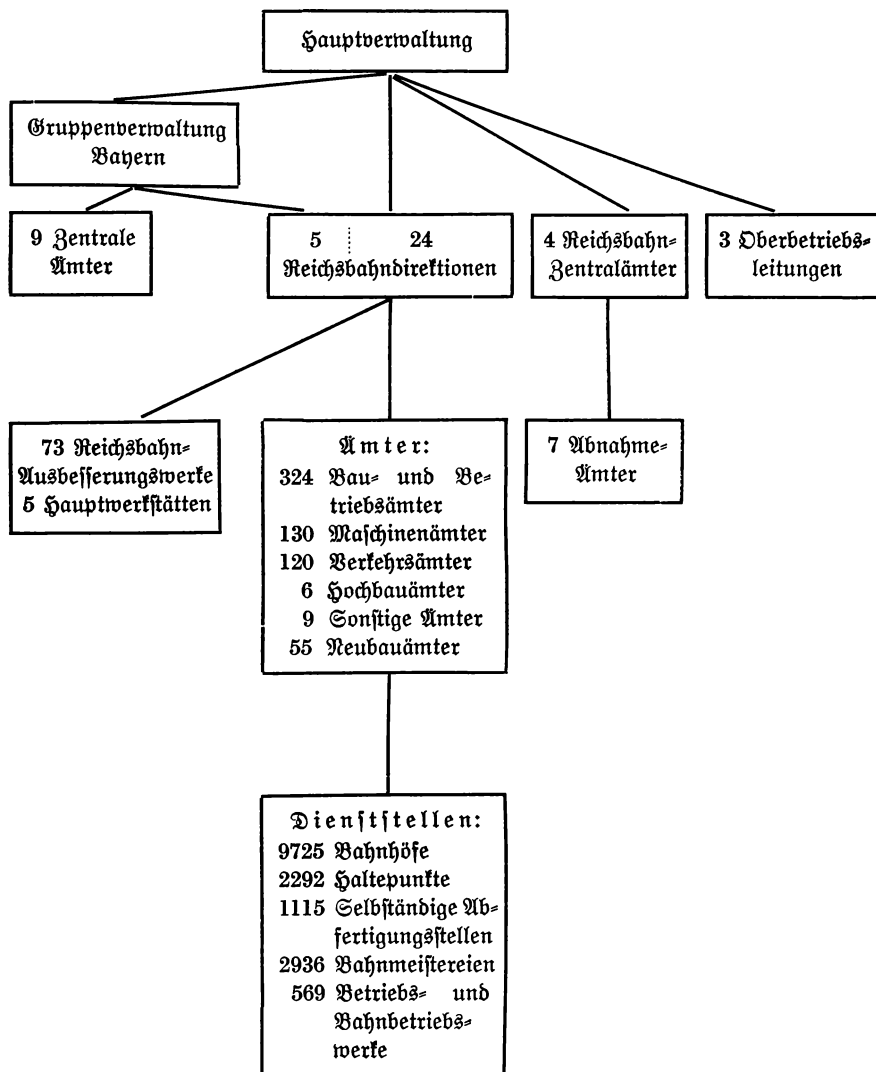 Hauptverwaltung
Gruppenverwaltung
Bayern
9 Zentrale
Ämter
5 24
Reichsbahndirektionen
4 Reichsbahn-
Zentralämter
3 Oberbetriebs-
leitungen
73 Reichsbahn-
Ausbesserungswerke
5 Hauptwerkstätten
Ämter:
324 Bau- und Be-
triebsämter
130 Maschinenämter
120 Verkehrsämter
6 Hochbauämter
9 Sonstige Ämter
55 Neubauämter
7 Abnahme-
Ämter
Dienststellen:
9725 Bahnhöfe
2292 Haltepunkte
1115 Selbständige Ab-
fertigungsstellen
2936 Bahnmeistereien
569 Betriebs- und
Bahnbetriebs-
werke